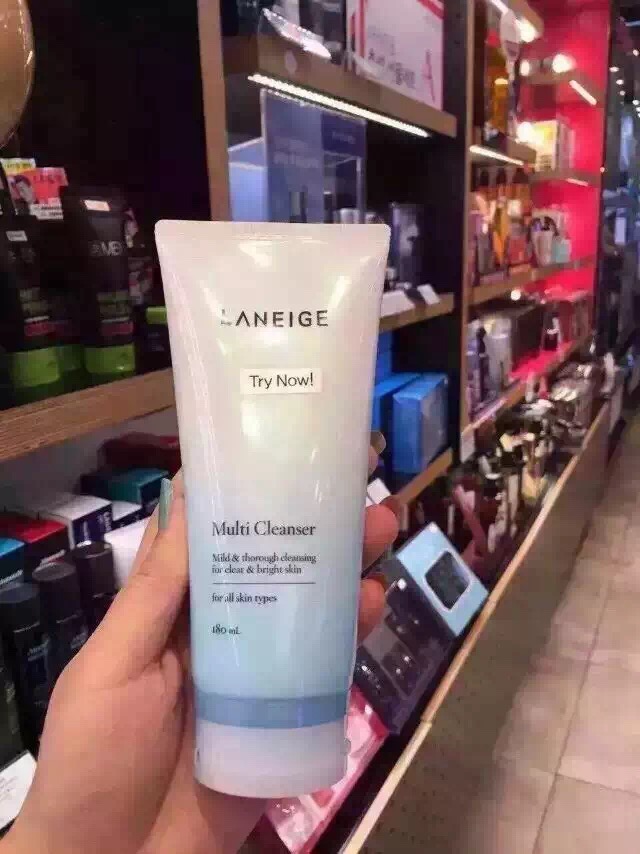 LANEIGE
Try Now!
Multi Cleanser
Mild & thorough cleansing
for clear & bright skin
for all skin types
180 mL